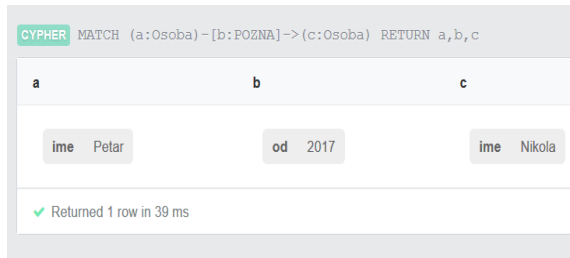 CYPHER MATCH (a:Osoba)-[b:POZNA]->(c:Osoba) RETURN a,b,c
a b c
ime Petar od 2017 ime Nikola
Returned 1 row in 39 ms